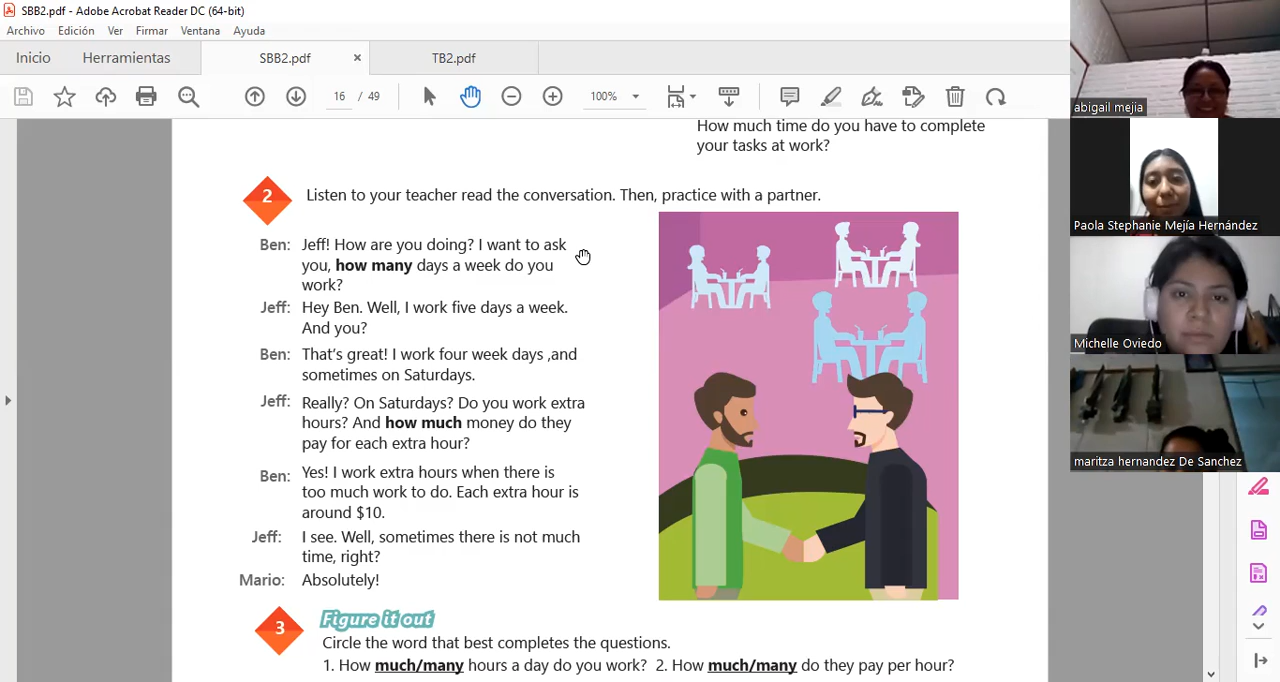 SBB2.pdf - Adobe Acrobat Reader DC (64-bit)
Archivo Edición Ver Firmar Ventana Ayuda
Inicio Herramientas SBB2.pdf × TB2.pdf
16 / 49 100%
How much time do you have to complete
your tasks at work?
2 Listen to your teacher read the conversation. Then, practice with a partner.
Ben: Jeff! How are you doing? I want to ask
you, how many days a week do you
work?
Jeff: Hey Ben. Well, I work five days a week.
And you?
Ben: That's great! I work four week days ,and
sometimes on Saturdays.
Jeff: Really? On Saturdays? Do you work extra
hours? And how much money do they
pay for each extra hour?
Ben: Yes! I work extra hours when there is
too much work to do. Each extra hour is
around $10.
Jeff: I see. Well, sometimes there is not much
time, right?
Mario: Absolutely!
3 Figure it out
Circle the word that best completes the questions.
1. How much/many hours a day do you work? 2. How much/many do they pay per hour?
abigail mejia
Paola Stephanie Mejía Hernández
Michelle Oviedo
maritza hernandez De Sanchez